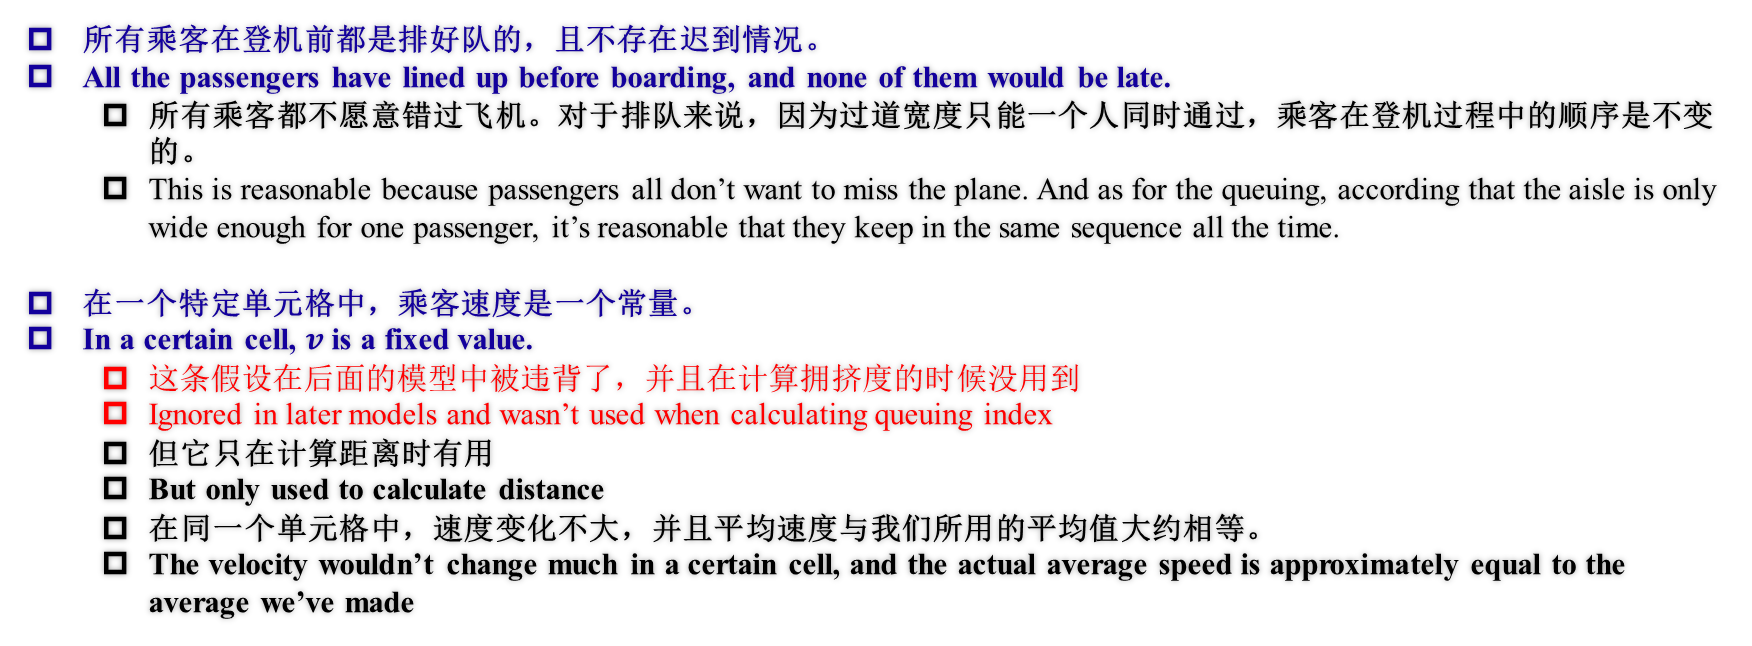 所有乘客在登机前都是排好队的，且不存在迟到情况。
All the passengers have lined up before boarding, and none of them would be late.
所有乘客都不愿意错过飞机。对于排队来说，因为过道宽度只能一个人同时通过，乘客在登机过程中的顺序是不变
的。
This is reasonable because passengers all don’t want to miss the plane. And as for the queuing, according that the aisle is only
wide enough for one passenger, it’s reasonable that they keep in the same sequence all the time.
在一个特定单元格中，乘客速度是一个常量。
In a certain cell, v is a fixed value.
这条假设在后面的模型中被违背了，并且在计算拥挤度的时候没用到
Ignored in later models and wasn’t used when calculating queuing index
但它只在计算距离时有用
But only used to calculate distance
在同一个单元格中，速度变化不大，并且平均速度与我们所用的平均值大约相等。
The velocity wouldn’t change much in a certain cell, and the actual average speed is approximately equal to the
average we’ve made